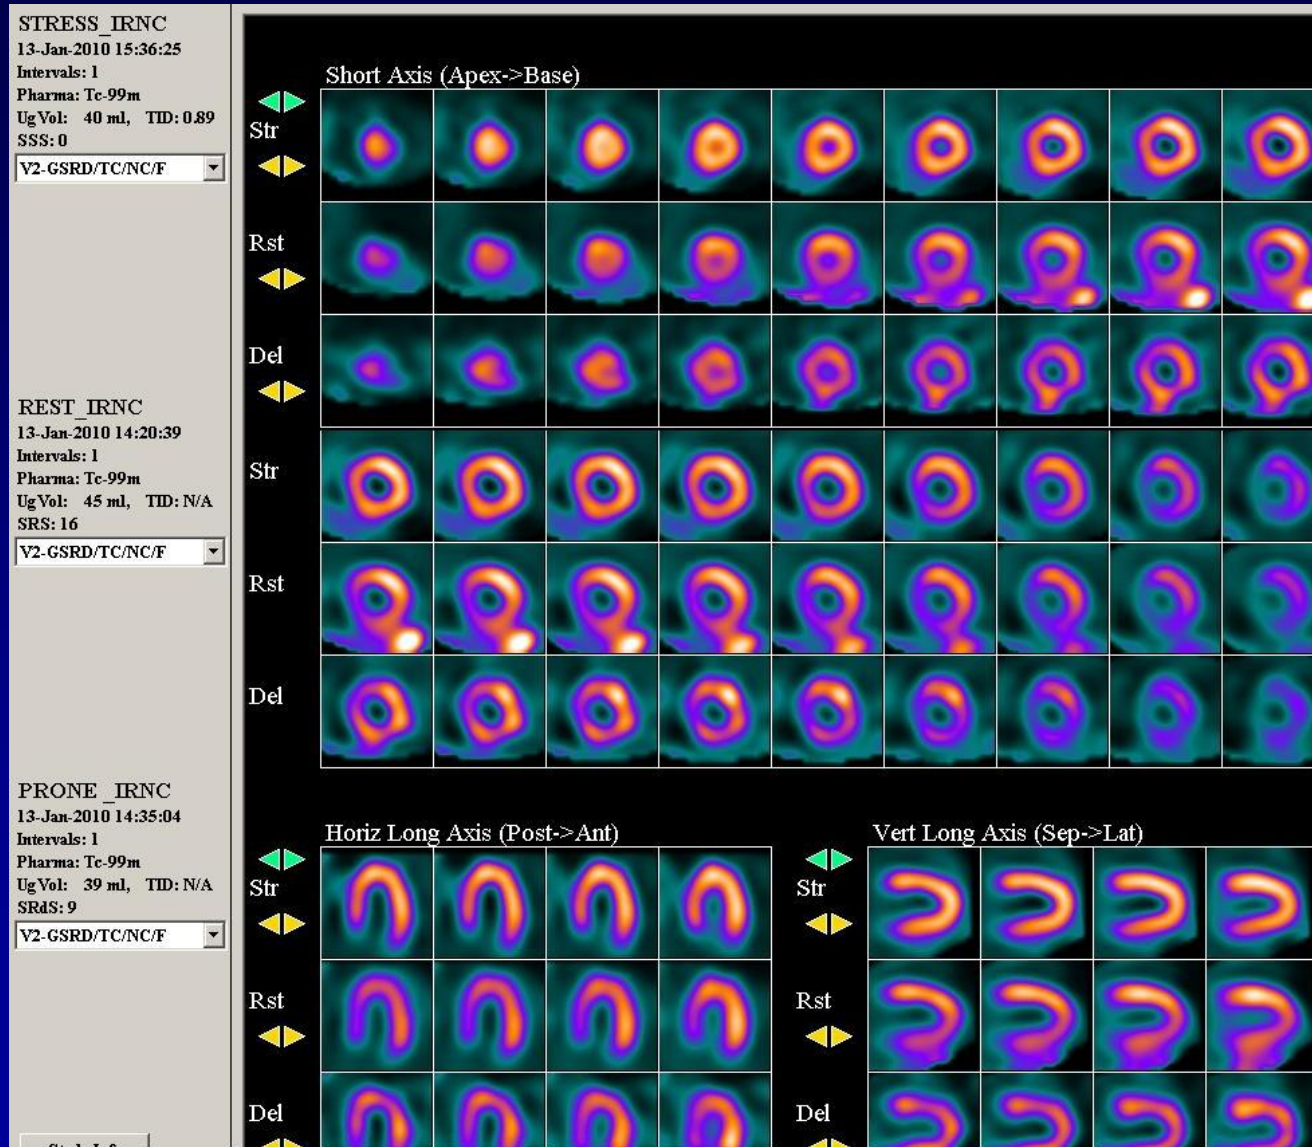 STRESS_IRNC
13-Jan-2010 15:36:25
Intervals: 1
Pharma: Tc-99m
UgVol: 40 ml, TID: 0.89
SSS: 0
V2-GSRD/TC/NC/F
REST_IRNC
13-Jan-2010 14:20:39
Intervals: 1
Pharma: Tc-99m
UgVol: 45 ml, TID: N/A
SRS: 16
V2-GSRD/TC/NC/F
PRONE _IRNC
13-Jan-2010 14:35:04
Intervals: 1
Pharma: Tc-99m
UgVol: 39 ml, TID: N/A
SRdS: 9
V2-GSRD/TC/NC/F
Short Axis (Apex->Base)
Str
Rst
Del
Str
Rst
Del
Horiz Long Axis (Post->Ant)
Str
Rst
Del
Vert Long Axis (Sep->Lat)
Str
Rst
Del